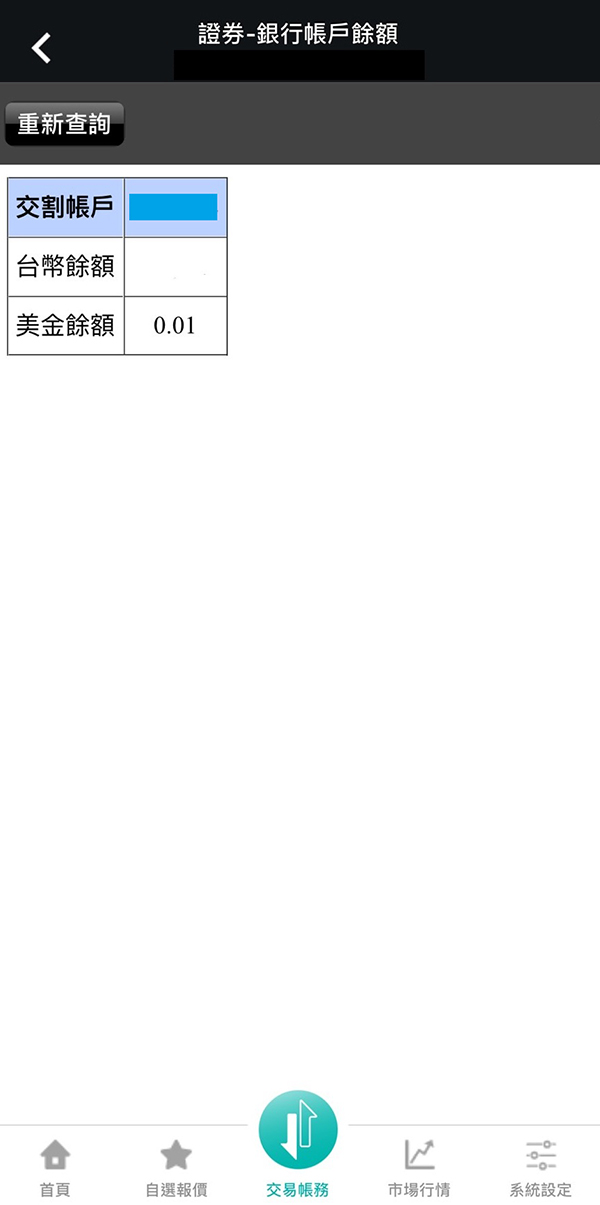 證券-銀行帳戶餘額
重新查詢
交割帳戶
台幣餘額
美金餘額 0.01
首頁 自選報價 交易帳務 市場行情 系統設定